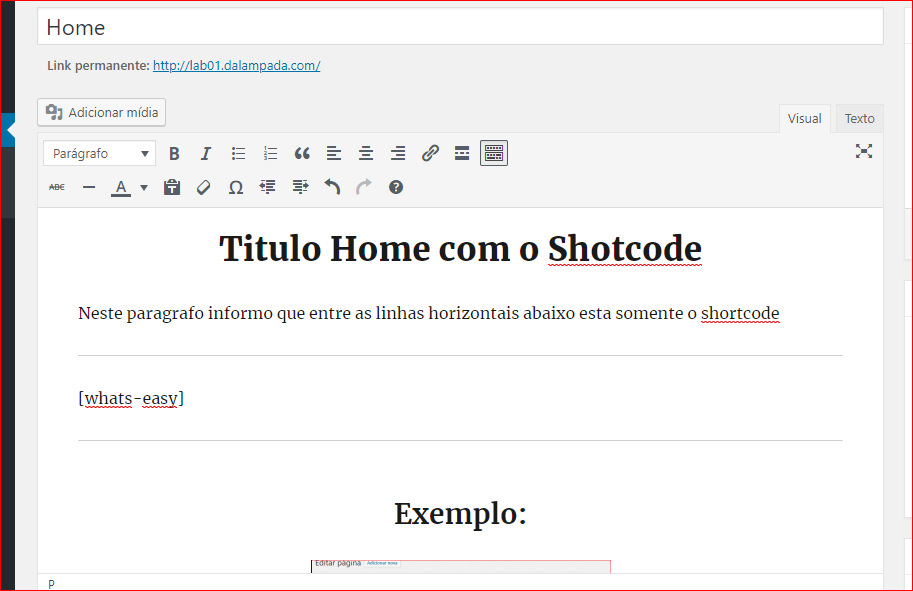 Home
Link permanente: http://lab01.dalampada.com/
Adicionar mídia
Visual Texto
Parágrafo B I
ABC A Ω ?
Titulo Home com o Shotcode
Neste paragrafo informo que entre as linhas horizontais abaixo esta somente o shortcode
[whats-easy]
Exemplo:
Editar página Adicionar nova
p